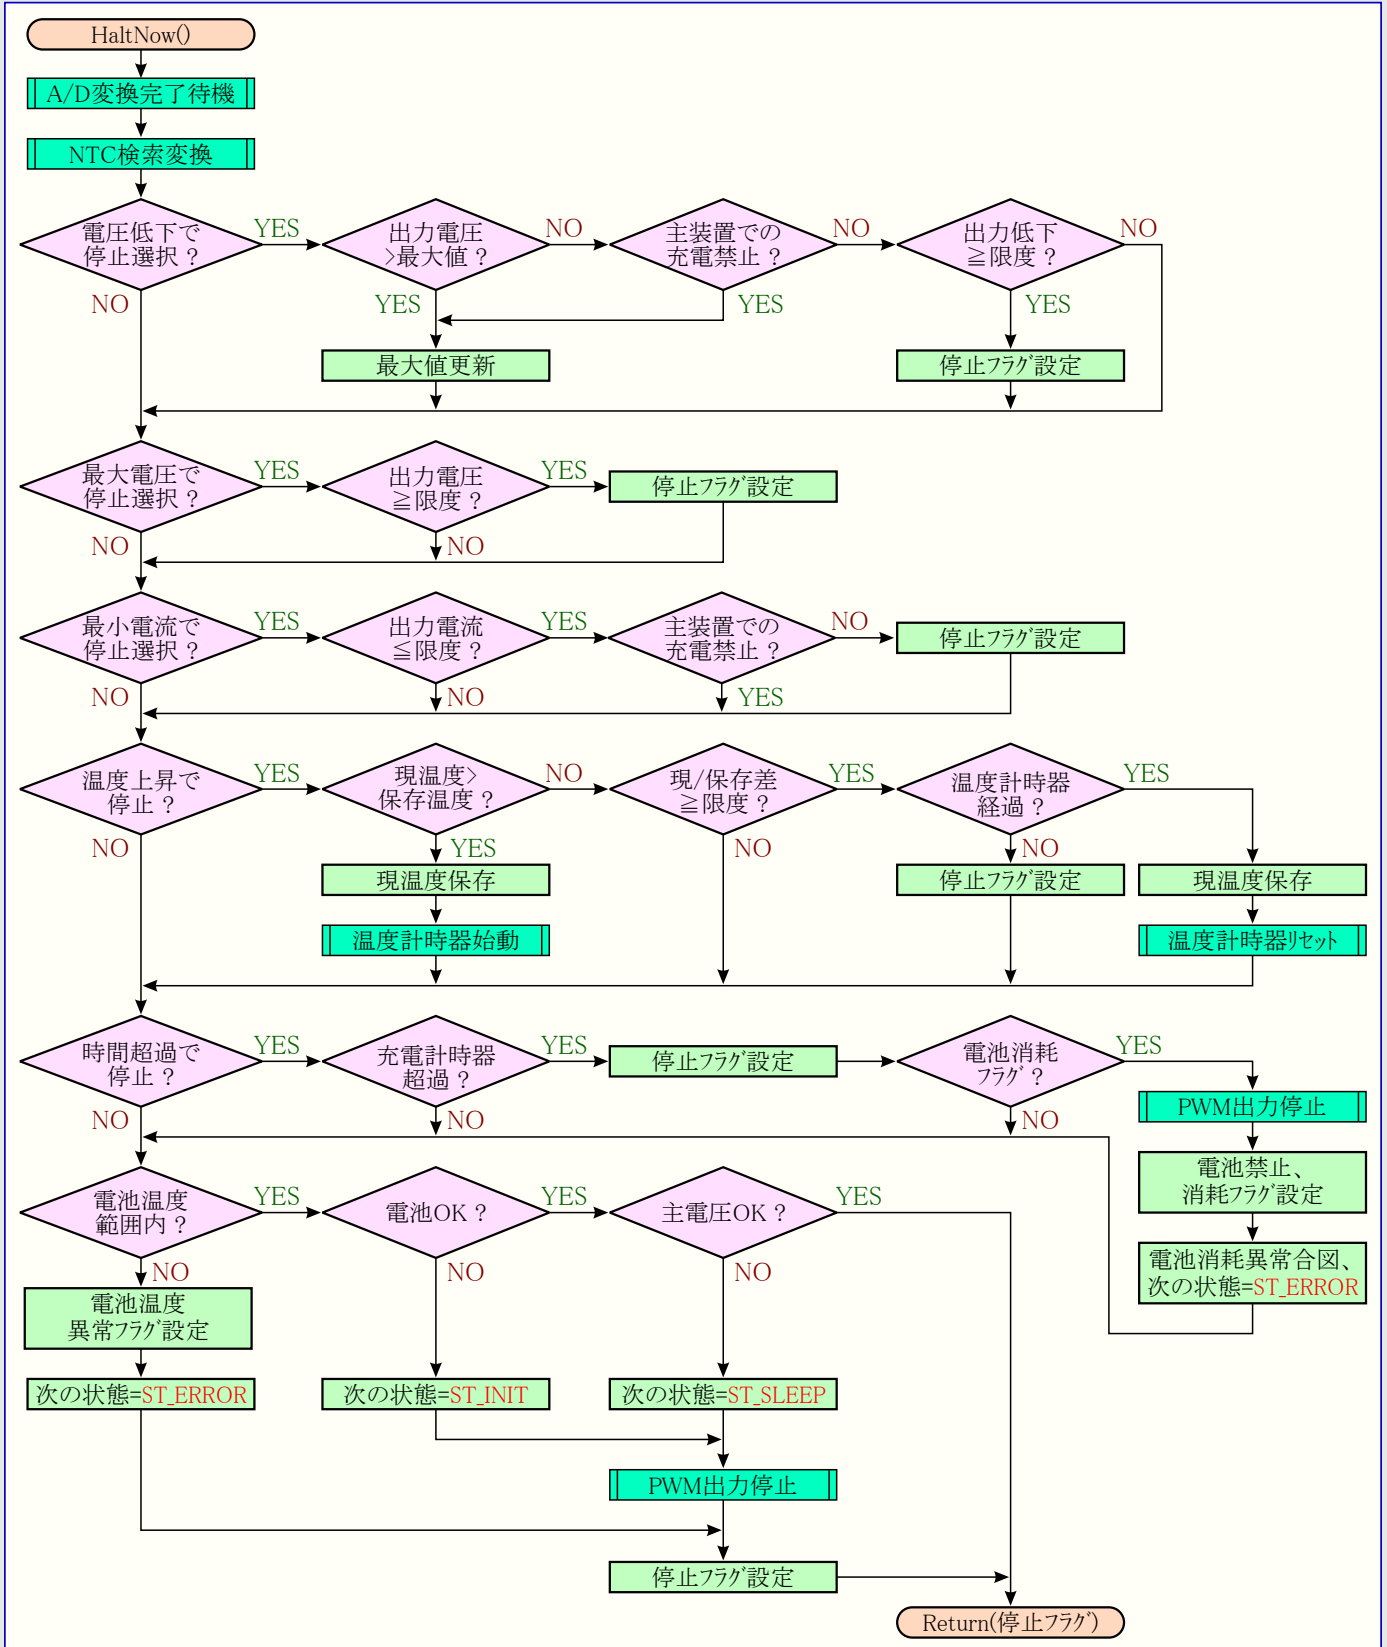 HaltNow()
A/D変換完了待機
NTC検索変換
電圧低下で
停止選択？
YES
NO
出力電圧
>最大値？
NO
YES
主装置での
充電禁止？
NO
YES
出力低下
≧限度？
NO
YES
最大値更新
停止ﾌﾗｸﾞ設定
最大電圧で
停止選択？
YES
NO
出力電圧
≧限度？
YES
NO
停止ﾌﾗｸﾞ設定
最小電流で
停止選択？
YES
NO
出力電流
≦限度？
YES
NO
主装置での
充電禁止？
NO
YES
停止ﾌﾗｸﾞ設定
温度上昇で
停止？
YES
NO
現温度>
保存温度？
NO
YES
現/保存差
≧限度？
YES
NO
温度計時器
経過？
YES
NO
現温度保存
停止ﾌﾗｸﾞ設定
現温度保存
温度計時器始動
温度計時器ﾘｾｯﾄ
時間超過で
停止？
YES
NO
充電計時器
超過？
YES
NO
停止ﾌﾗｸﾞ設定
電池消耗
ﾌﾗｸﾞ？
YES
NO
PWM出力停止
電池禁止、
消耗ﾌﾗｸﾞ設定
電池消耗異常合図、
次の状態=ST_ERROR
電池温度
範囲内？
YES
NO
電池OK？
YES
NO
主電圧OK？
YES
NO
電池温度
異常ﾌﾗｸﾞ設定
次の状態=ST_ERROR
次の状態=ST_INIT
次の状態=ST_SLEEP
PWM出力停止
停止ﾌﾗｸﾞ設定
Return(停止ﾌﾗｸﾞ)